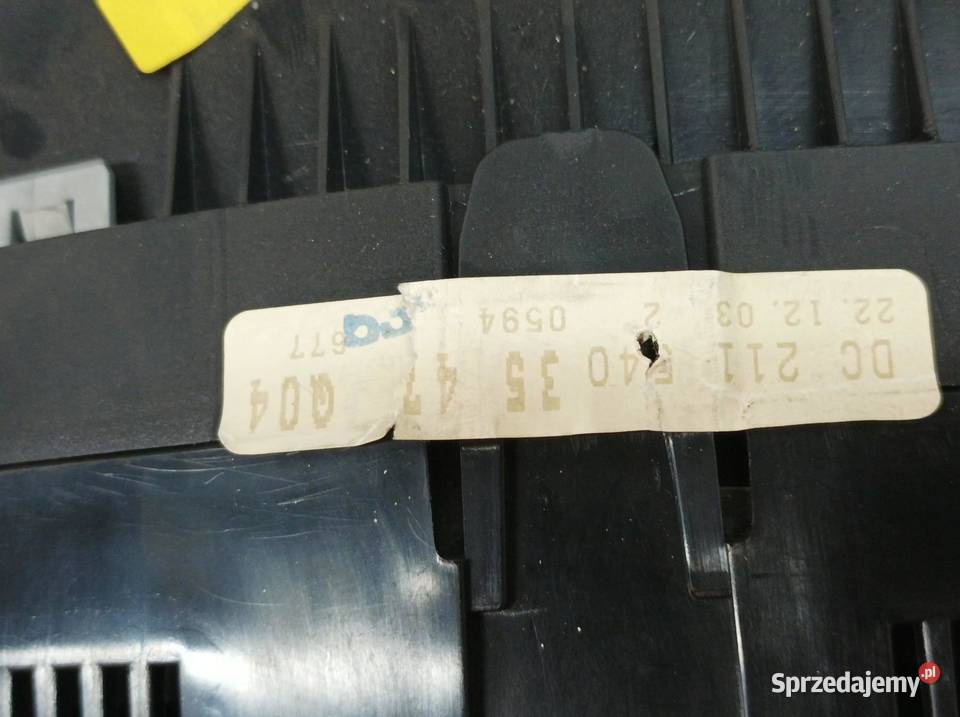 DC 211 540 35 47 Q04
22.12.03 2 0594 677
Sprzedajemy.pl